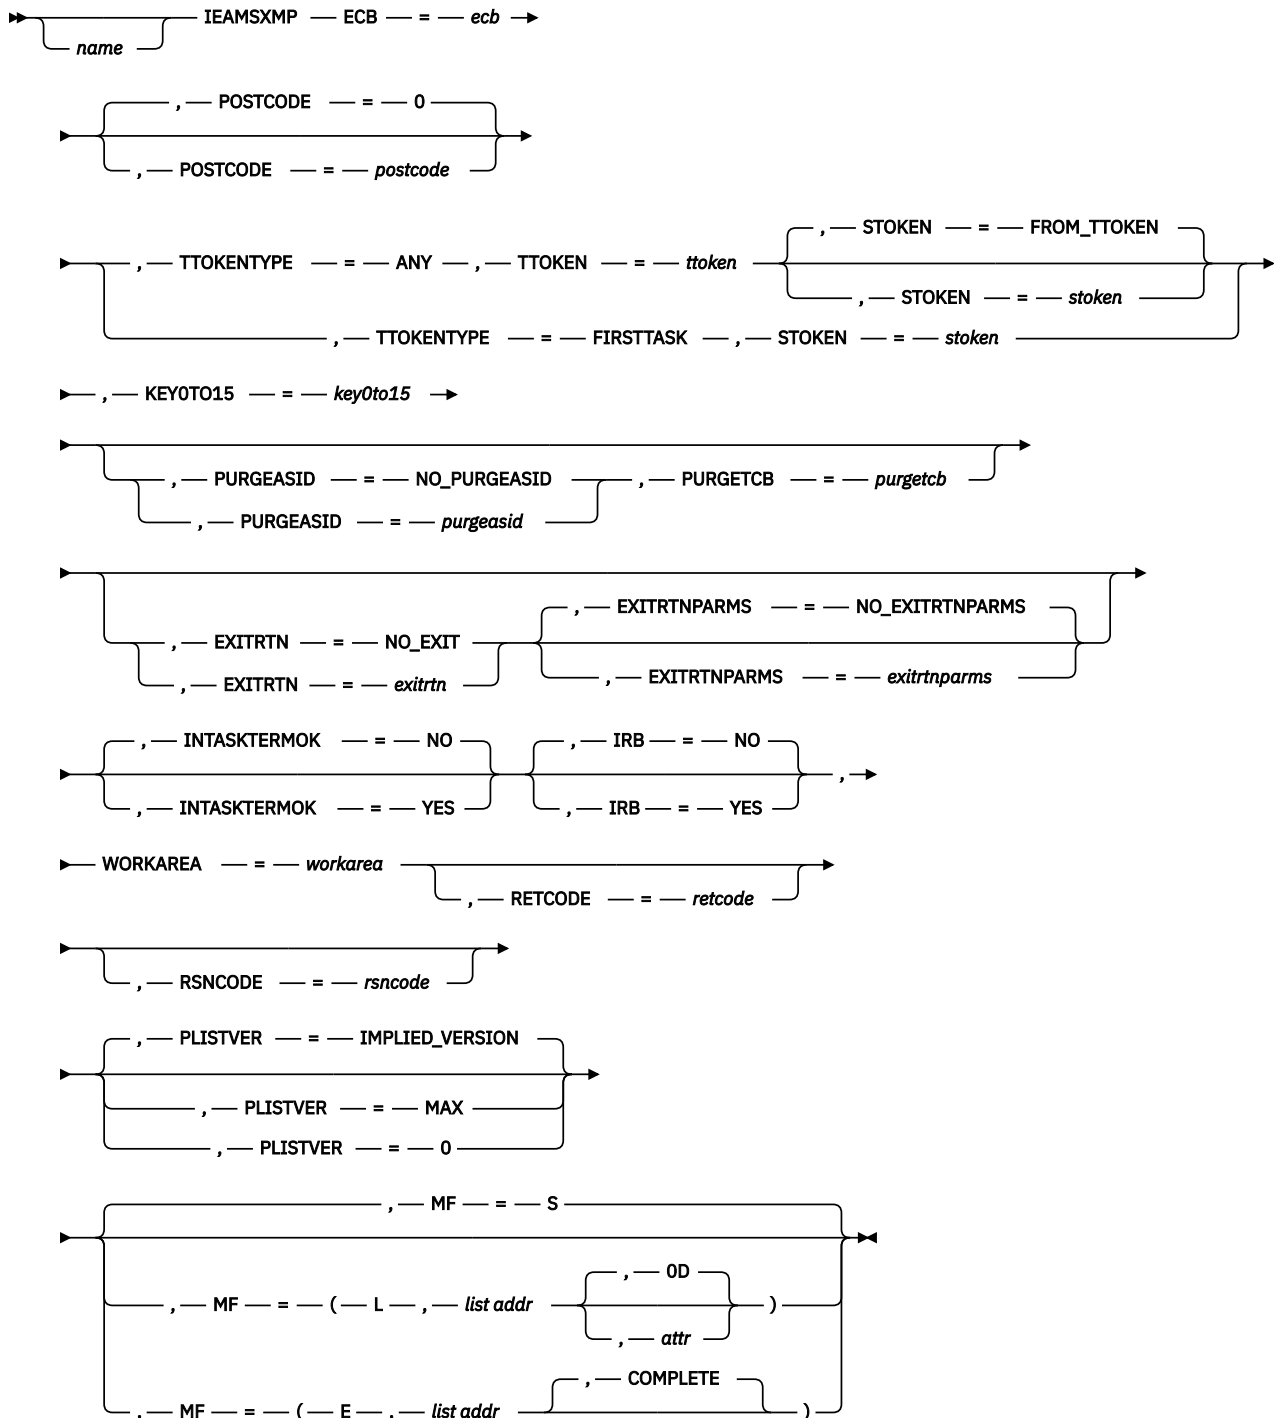 IEAMSXMP ECB = ecb
name
, POSTCODE = 0
, POSTCODE = postcode
, STOKEN = FROM_TTOKEN
, TTOKENTYPE = ANY , TTOKEN = ttoken
, STOKEN = stoken
, TTOKENTYPE = FIRSTTASK , STOKEN = stoken
, KEY0TO15 = key0to15
, PURGEASID = NO_PURGEASID , PURGETCB = purgetcb
, PURGEASID = purgeasid
, EXITRTNPARMS = NO_EXITRTNPARMS
, EXITRTN = NO_EXIT
, EXITRTNPARMS = exitrtnparms
, EXITRTN = exitrtn
, INTASKTERMOK = NO , IRB = NO
,
, INTASKTERMOK = YES , IRB = YES
WORKAREA = workarea
, RETCODE = retcode
, RSNCODE = rsncode
, PLISTVER = IMPLIED_VERSION
, PLISTVER = MAX
, PLISTVER = 0
, MF = S
, 0D
, MF = ( L , list addr )
, attr
, COMPLETE
, MF = ( E , list addr )